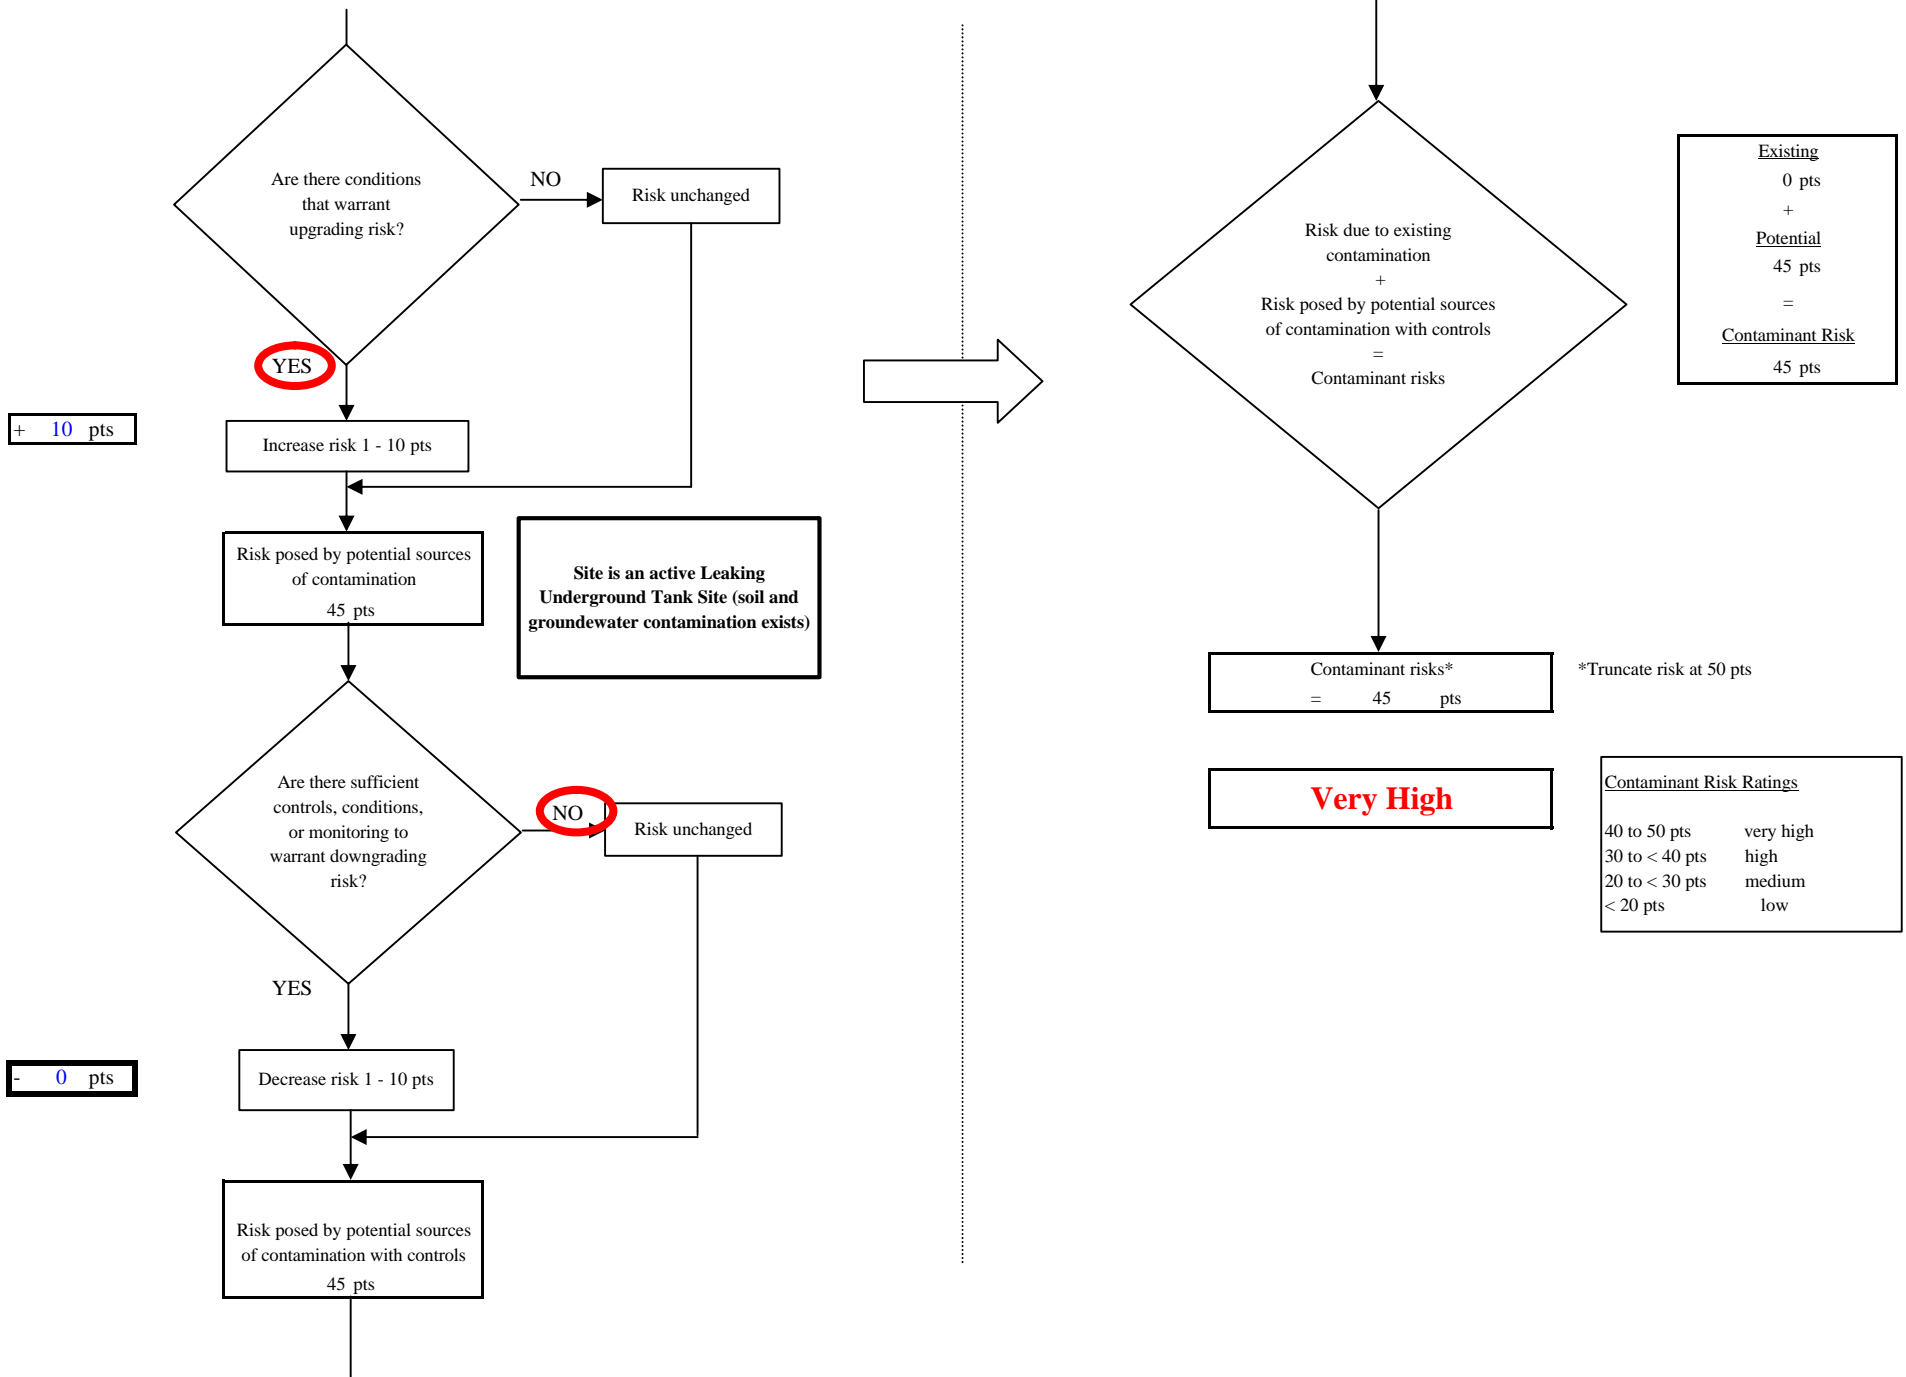 Are there conditions
that warrant
upgrading risk?
NO
Risk unchanged
YES
+ 10 pts
Increase risk 1 - 10 pts
Risk posed by potential sources
of contamination
45 pts
Site is an active Leaking
Underground Tank Site (soil and
groundewater contamination exists)
Are there sufficient
controls, conditions,
or monitoring to
warrant downgrading
risk?
NO
Risk unchanged
YES
- 0 pts
Decrease risk 1 - 10 pts
Risk posed by potential sources
of contamination with controls
45 pts
Risk due to existing
contamination
+
Risk posed by potential sources
of contamination with controls
=
Contaminant risks
Existing
0 pts
+
Potential
45 pts
=
Contaminant Risk
45 pts
Contaminant risks*
= 45 pts
*Truncate risk at 50 pts
Very High
Contaminant Risk Ratings
40 to 50 pts very high
30 to < 40 pts high
20 to < 30 pts medium
< 20 pts low